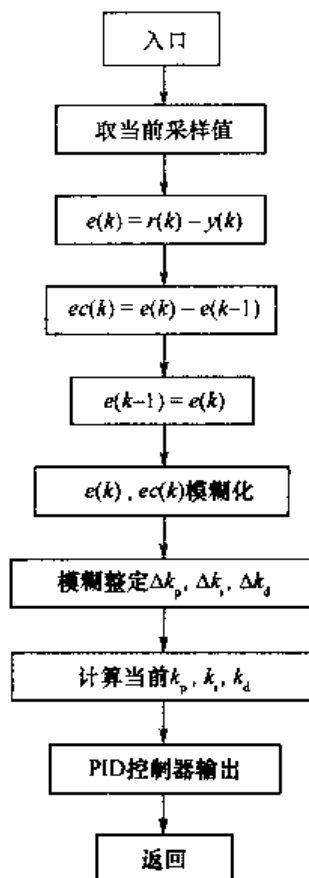 入口
取当前采样值
e(k) = r(k) − y(k)
ec(k) = e(k) − e(k−1)
e(k−1) = e(k)
e(k) , ec(k)模糊化
模糊整定Δkp, Δki, Δkd
计算当前kp, ki, kd
PID控制器输出
返回